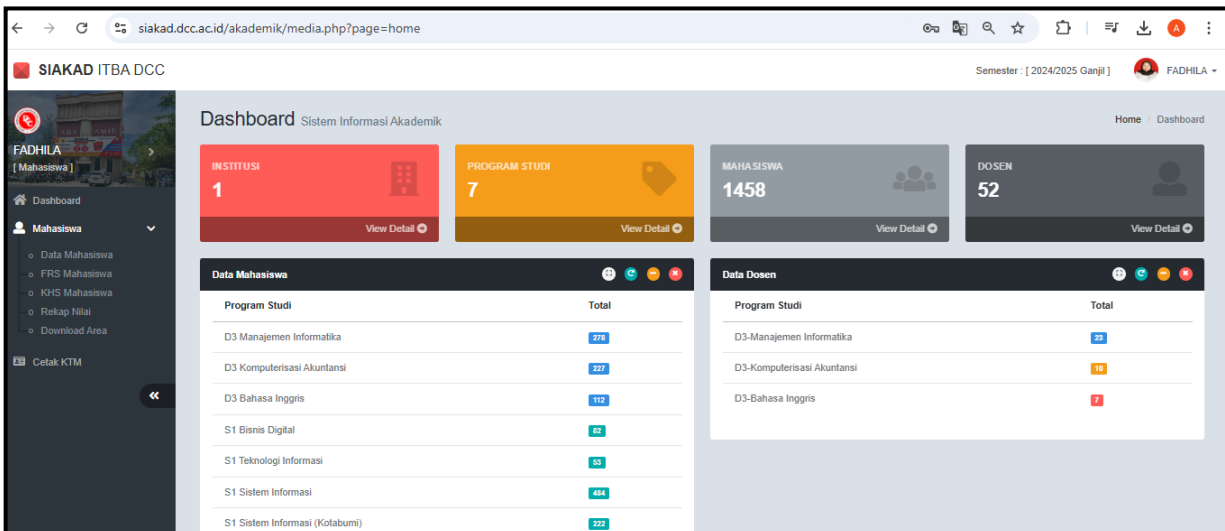 siakad.dcc.ac.id/akademik/media.php?page=home
A
SIAKAD ITBA DCC
Semester : [ 2024/2025 Ganjil ]
FADHILA
FADHILA
[ Mahasiswa ]
Dashboard
Mahasiswa
Data Mahasiswa
FRS Mahasiswa
KHS Mahasiswa
Rekap Nilai
Download Area
Cetak KTM
Dashboard Sistem Informasi Akademik
Home / Dashboard
INSTITUSI
1
View Detail
PROGRAM STUDI
7
View Detail
MAHASISWA
1458
View Detail
DOSEN
52
View Detail
Data Mahasiswa
Program Studi Total
D3 Manajemen Informatika 278
D3 Komputerisasi Akuntansi 227
D3 Bahasa Inggris 112
S1 Bisnis Digital 82
S1 Teknologi Informasi 53
S1 Sistem Informasi 484
S1 Sistem Informasi (Kotabumi) 222
Data Dosen
Program Studi Total
D3-Manajemen Informatika 23
D3-Komputerisasi Akuntansi
D3-Bahasa Inggris 7